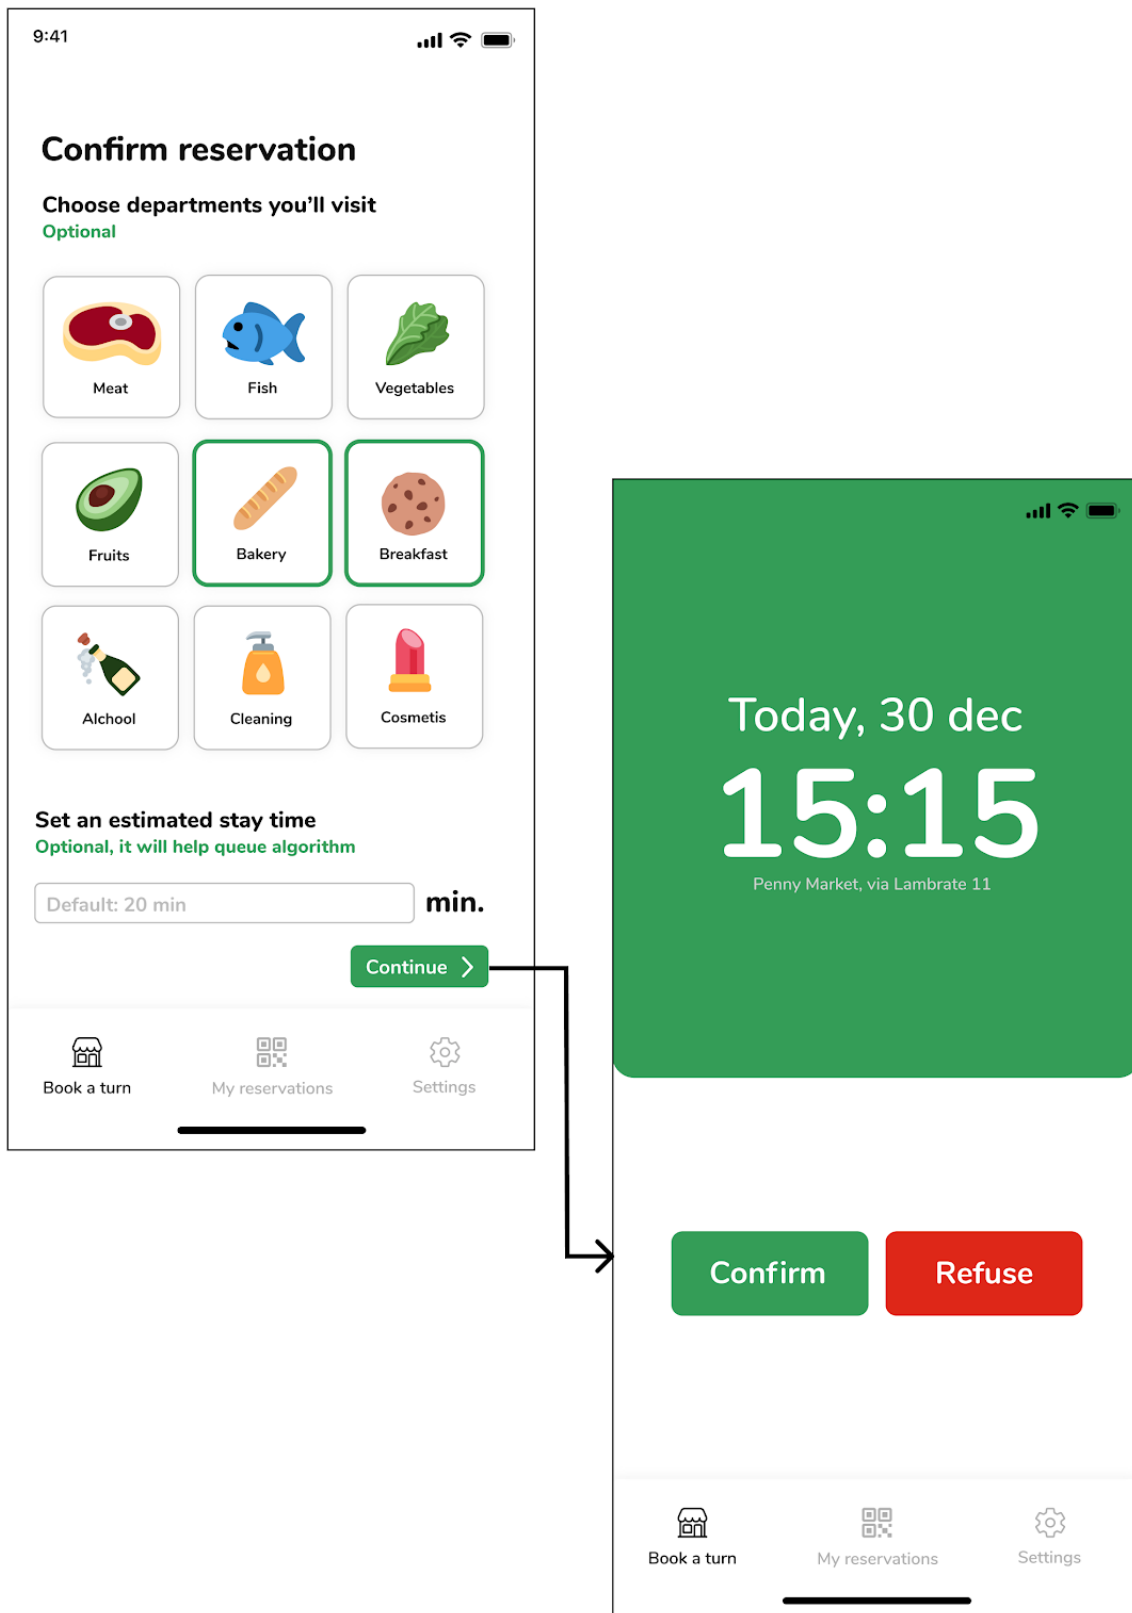 9:41
Confirm reservation
Choose departments you'll visit
Optional
Meat
Fish
Vegetables
Fruits
Bakery
Breakfast
Alchool
Cleaning
Cosmetis
Set an estimated stay time
Optional, it will help queue algorithm
Default: 20 min
min.
Continue
Book a turn
My reservations
Settings
Today, 30 dec
15:15
Penny Market, via Lambrate 11
Confirm
Refuse
Book a turn
My reservations
Settings